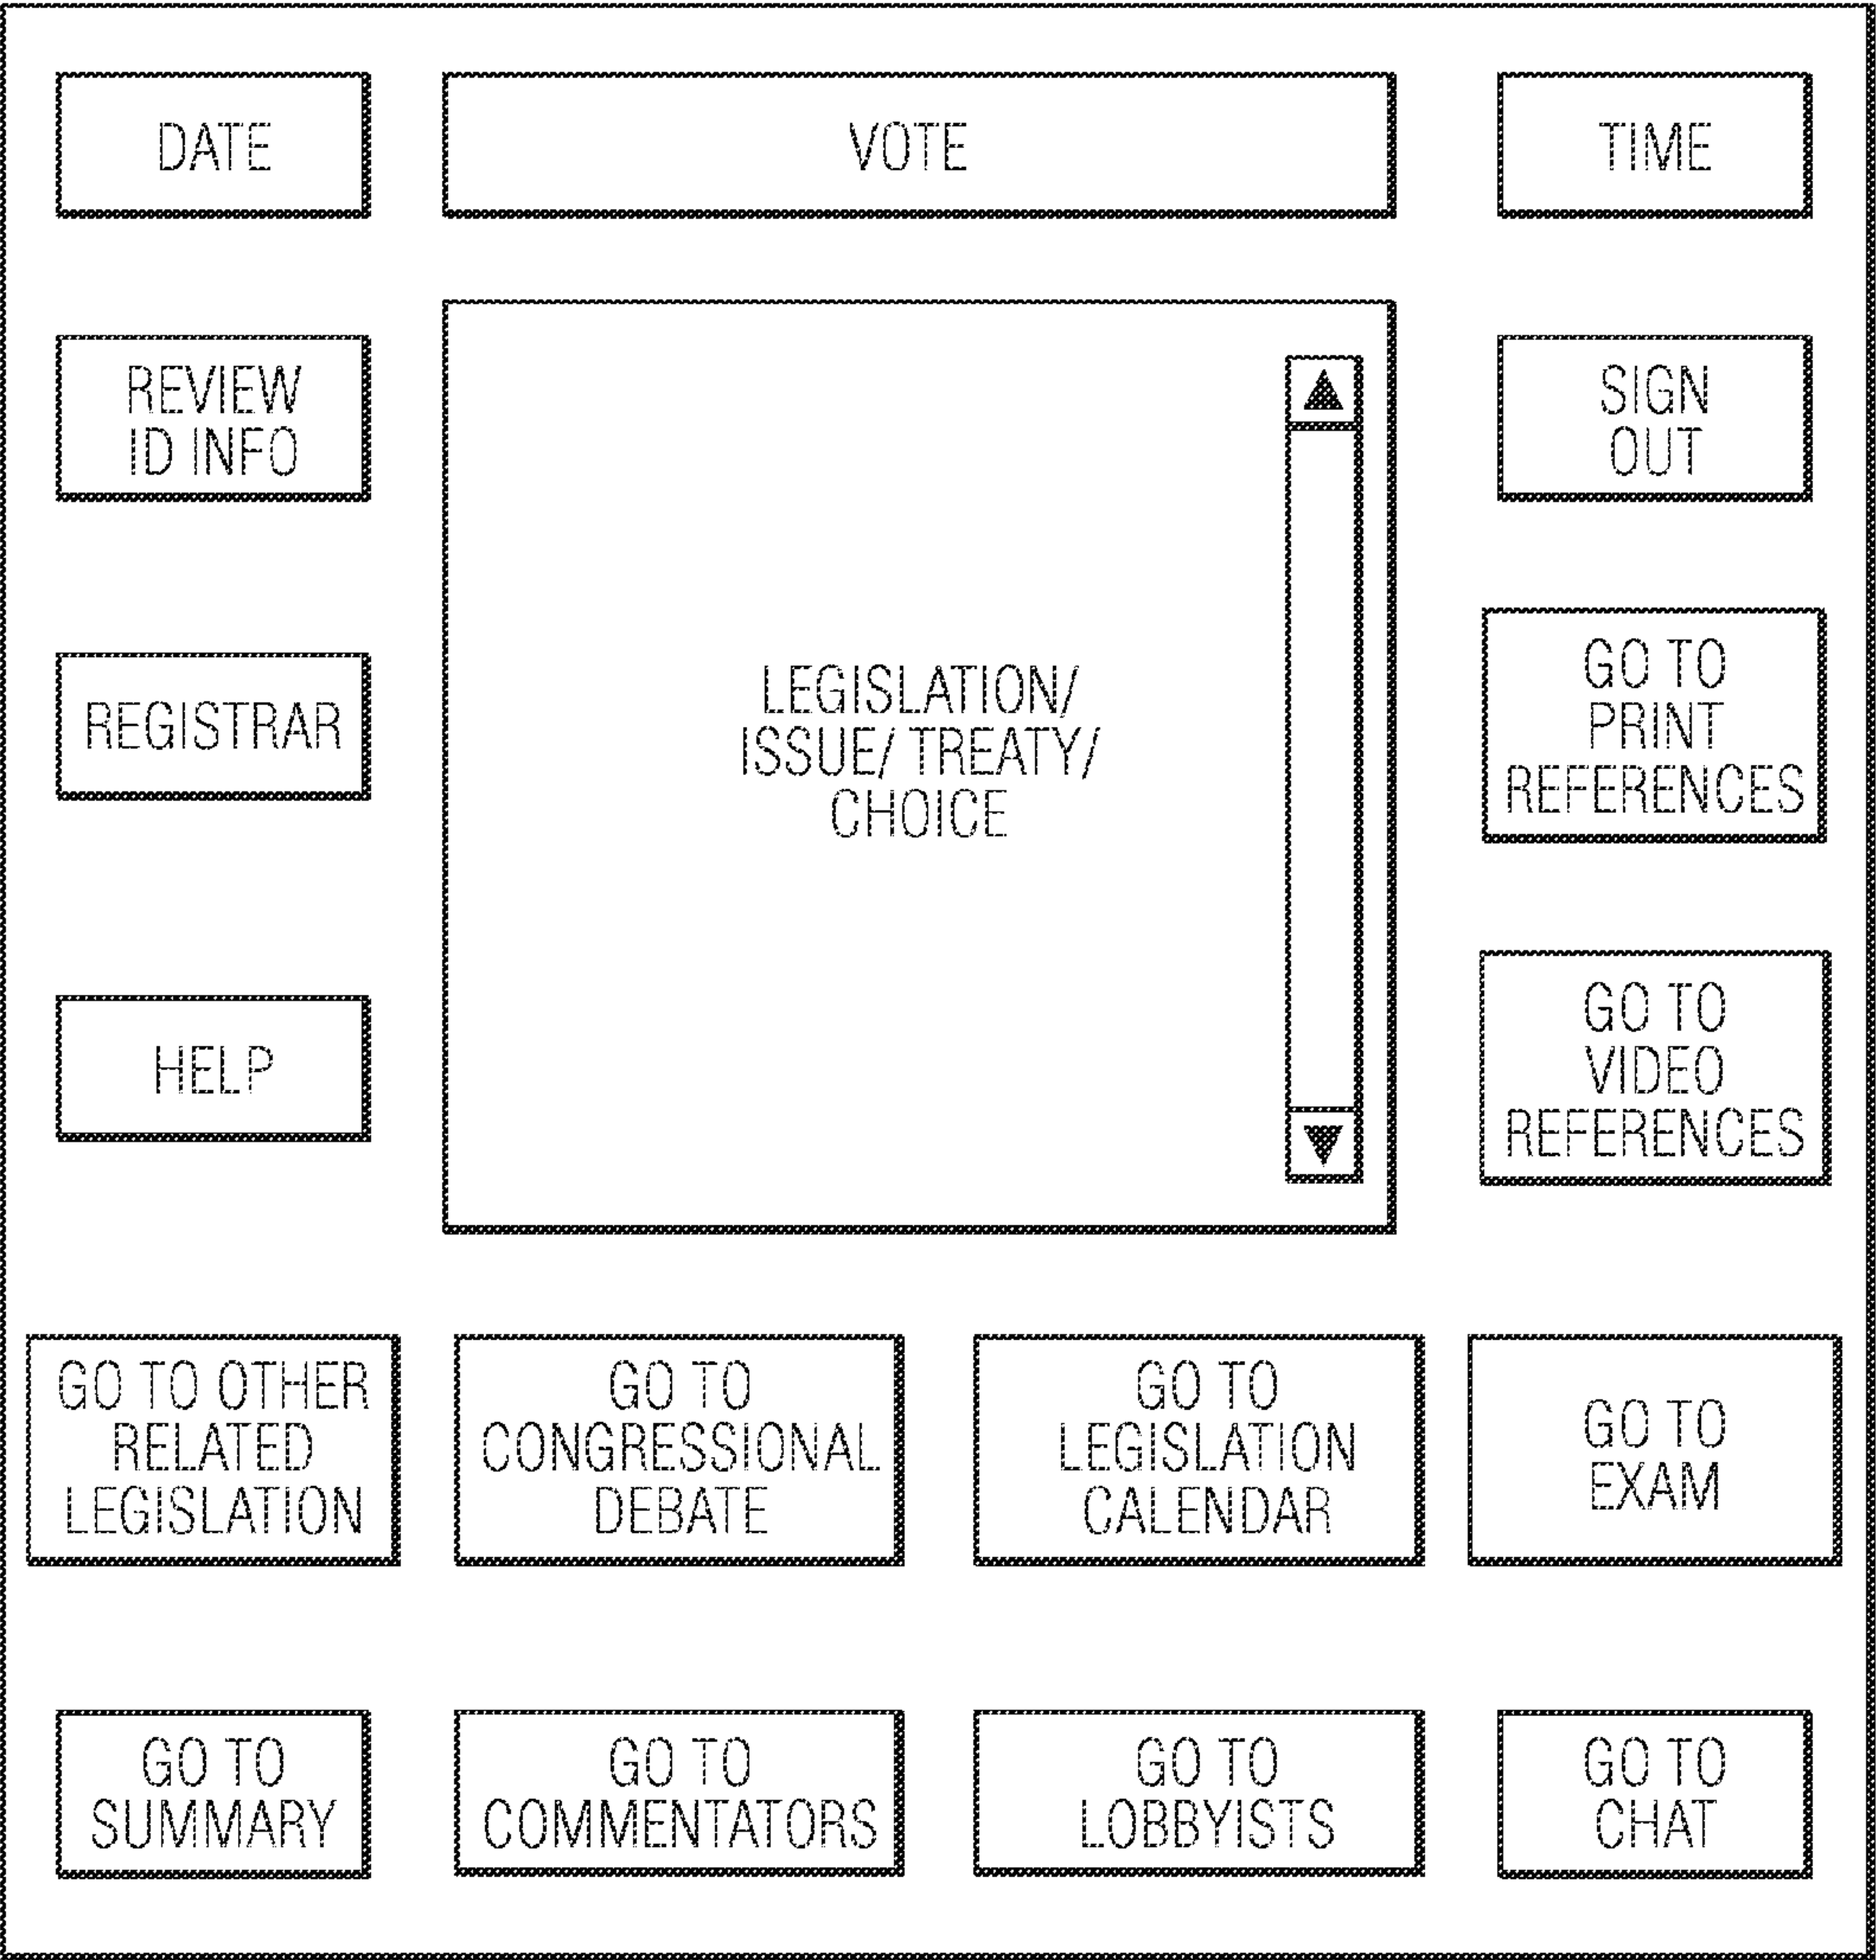 DATE
VOTE
TIME
REVIEW
ID INFO
SIGN
OUT
REGISTRAR
LEGISLATION/
ISSUE/ TREATY/
CHOICE
GO TO
PRINT
REFERENCES
HELP
GO TO
VIDEO
REFERENCES
GO TO OTHER
RELATED
LEGISLATION
GO TO
CONGRESSIONAL
DEBATE
GO TO
LEGISLATION
CALENDAR
GO TO
EXAM
GO TO
SUMMARY
GO TO
COMMENTATORS
GO TO
LOBBYISTS
GO TO
CHAT